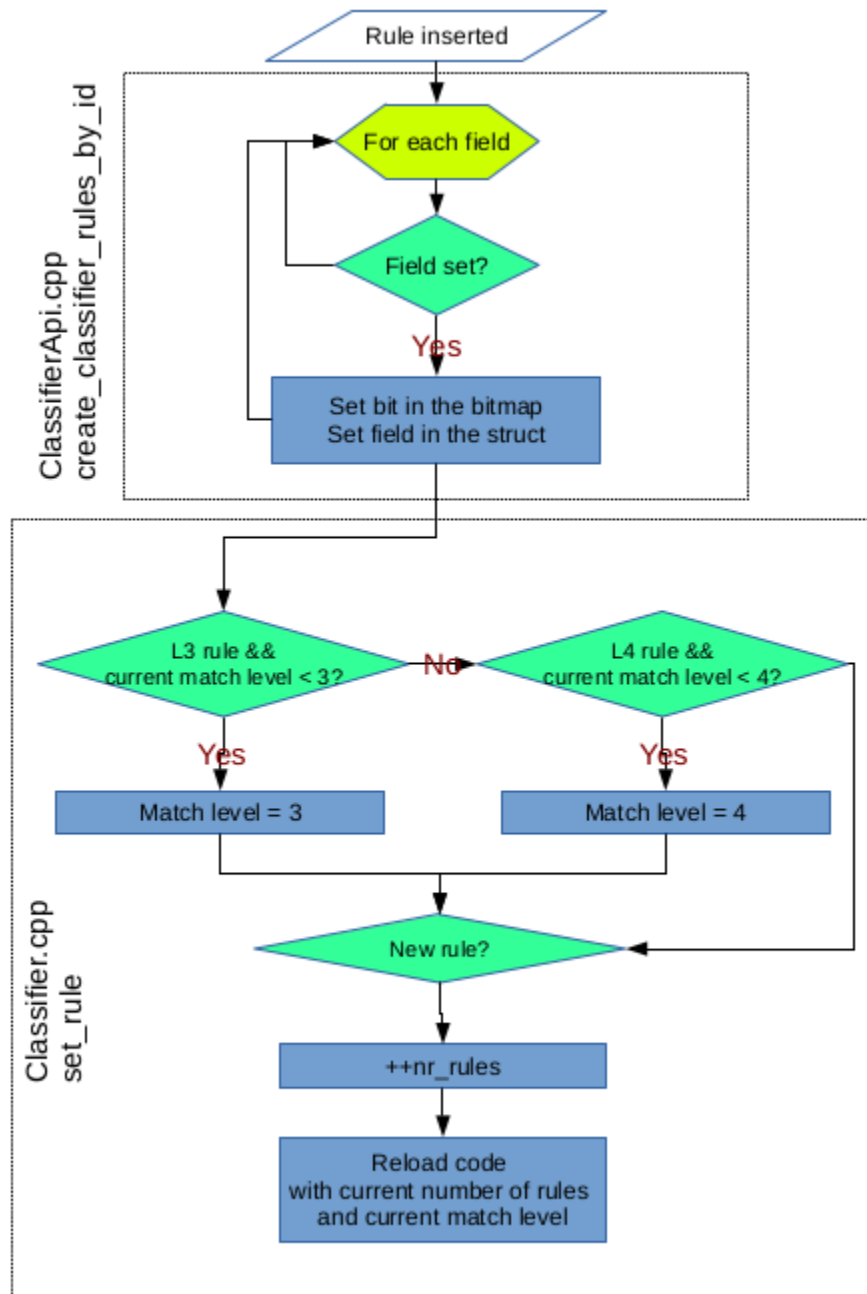 Rule inserted
ClassifierApi.cpp
create_classifier_rules_by_id
For each field
Field set?
Yes
Set bit in the bitmap
Set field in the struct
Classifier.cpp
set_rule
L3 rule &&
current match level < 3?
No
L4 rule &&
current match level < 4?
Yes
Yes
Match level = 3
Match level = 4
New rule?
++nr_rules
Reload code
with current number of rules
and current match level